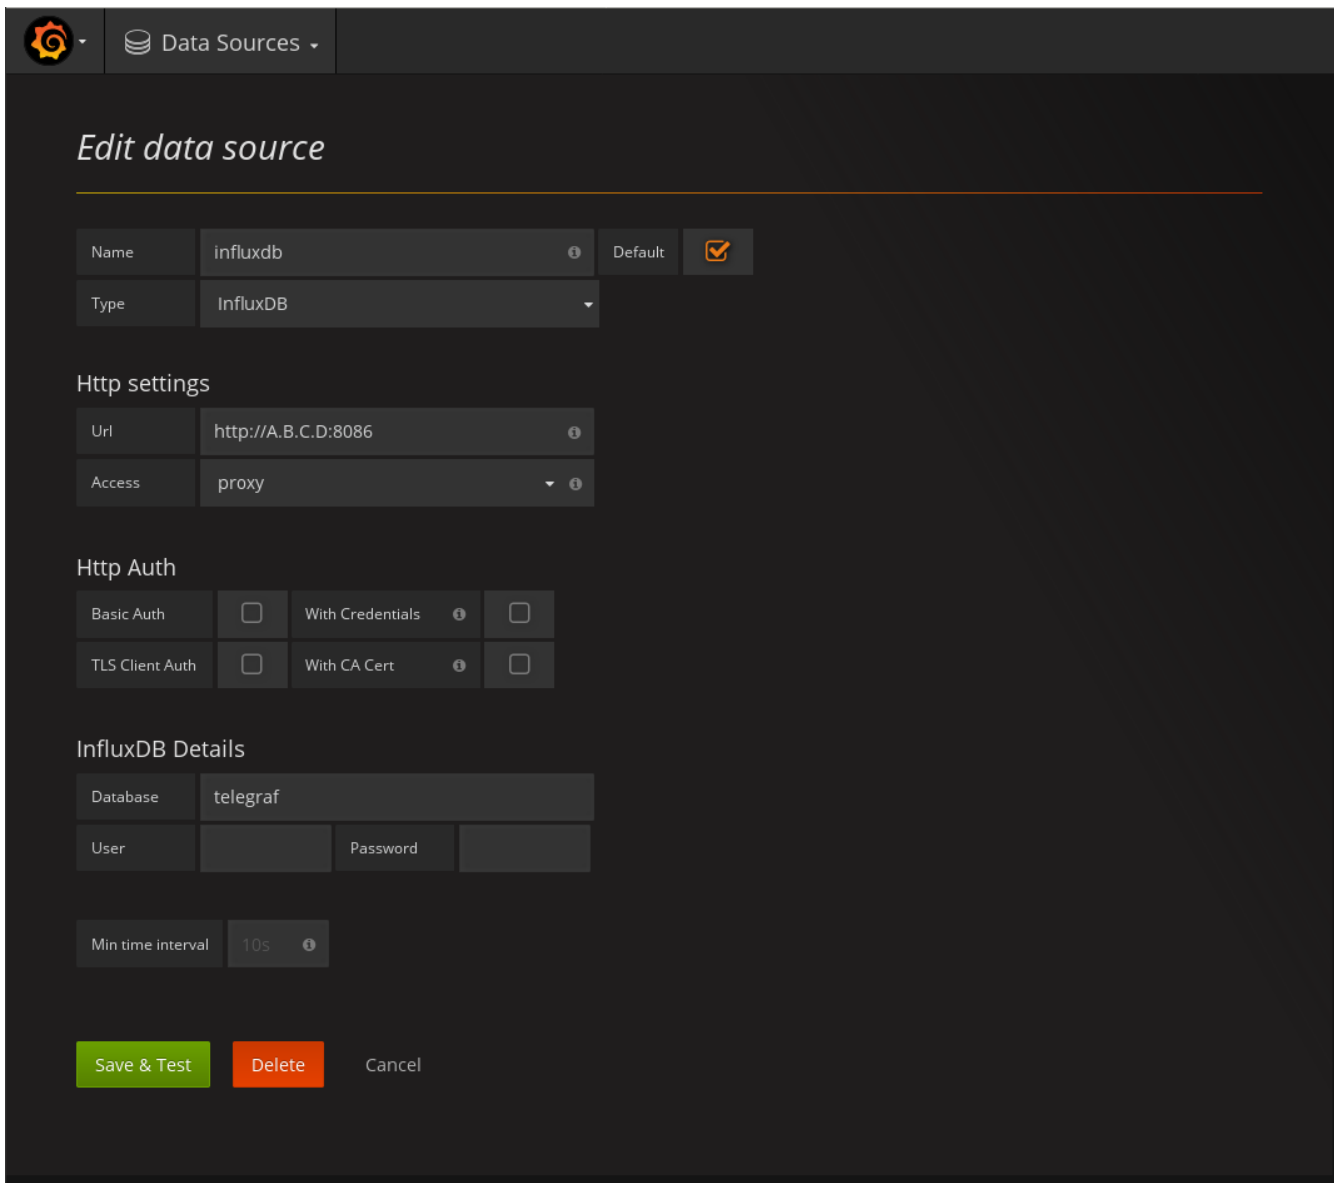 Data Sources
Edit data source
Name influxdb Default
Type InfluxDB
Http settings
Url http://A.B.C.D:8086
Access proxy
Http Auth
Basic Auth With Credentials
TLS Client Auth With CA Cert
InfluxDB Details
Database telegraf
User Password
Min time interval 10s
Save & Test Delete Cancel